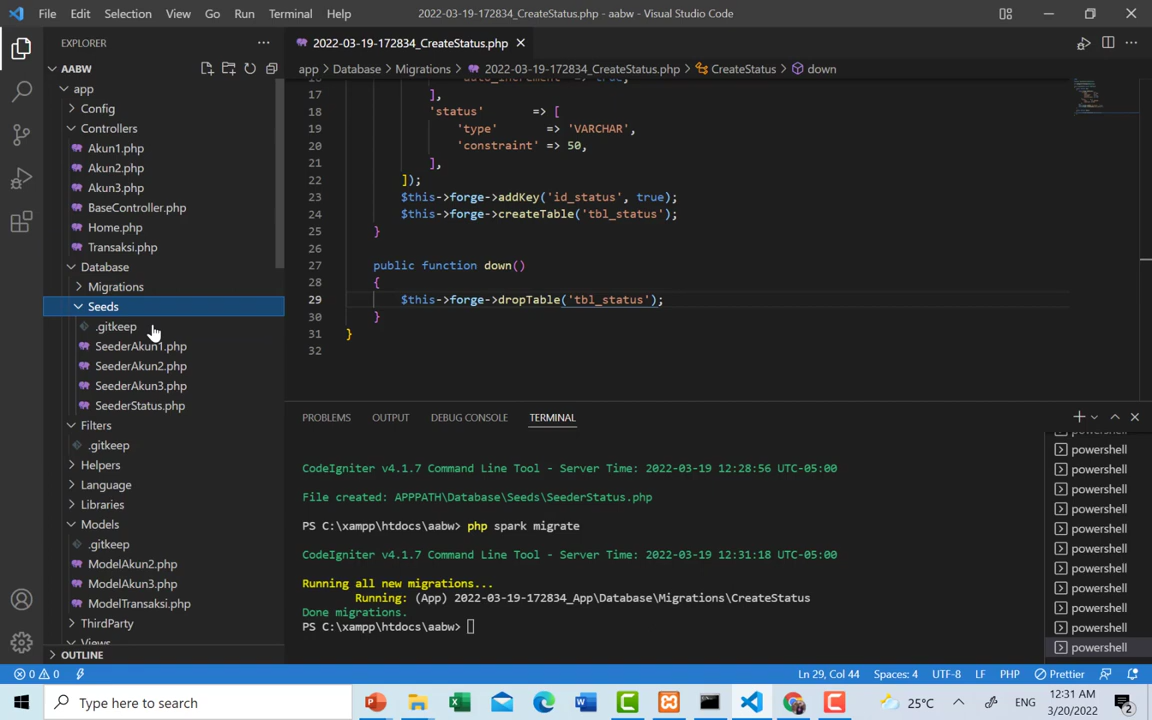 File Edit Selection View Go Run Terminal Help 2022-03-19-172834_CreateStatus.php - aabw - Visual Studio Code
EXPLORER
AABW
app
Config
Controllers
Akun1.php
Akun2.php
Akun3.php
BaseController.php
Home.php
Transaksi.php
Database
Migrations
Seeds
.gitkeep
SeederAkun1.php
SeederAkun2.php
SeederAkun3.php
SeederStatus.php
Filters
.gitkeep
Helpers
Language
Libraries
Models
.gitkeep
ModelAkun2.php
ModelAkun3.php
ModelTransaksi.php
ThirdParty
Views
OUTLINE
2022-03-19-172834_CreateStatus.php
app > Database > Migrations > 2022-03-19-172834_CreateStatus.php > CreateStatus > down
16 'auto_increment' => true,
17 ],
18 'status' => [
19 'type' => 'VARCHAR',
20 'constraint' => 50,
21 ],
22 ]);
23 $this->forge->addKey('id_status', true);
24 $this->forge->createTable('tbl_status');
25 }
26
27 public function down()
28 {
29 $this->forge->dropTable('tbl_status');
30 }
31 }
32
PROBLEMS OUTPUT DEBUG CONSOLE TERMINAL
CodeIgniter v4.1.7 Command Line Tool - Server Time: 2022-03-19 12:28:56 UTC-05:00
File created: APPPATH\Database\Seeds\SeederStatus.php
PS C:\xampp\htdocs\aabw> php spark migrate
CodeIgniter v4.1.7 Command Line Tool - Server Time: 2022-03-19 12:31:18 UTC-05:00
Running all new migrations...
Running: (App) 2022-03-19-172834_App\Database\Migrations\CreateStatus
Done migrations.
PS C:\xampp\htdocs\aabw>
powershell
powershell
powershell
powershell
powershell
powershell
powershell
powershell
powershell
powershell
powershell
powershell
0 0 Ln 29, Col 44 Spaces: 4 UTF-8 LF PHP Prettier
Type here to search
25°C ENG 12:31 AM
3/20/2022
2